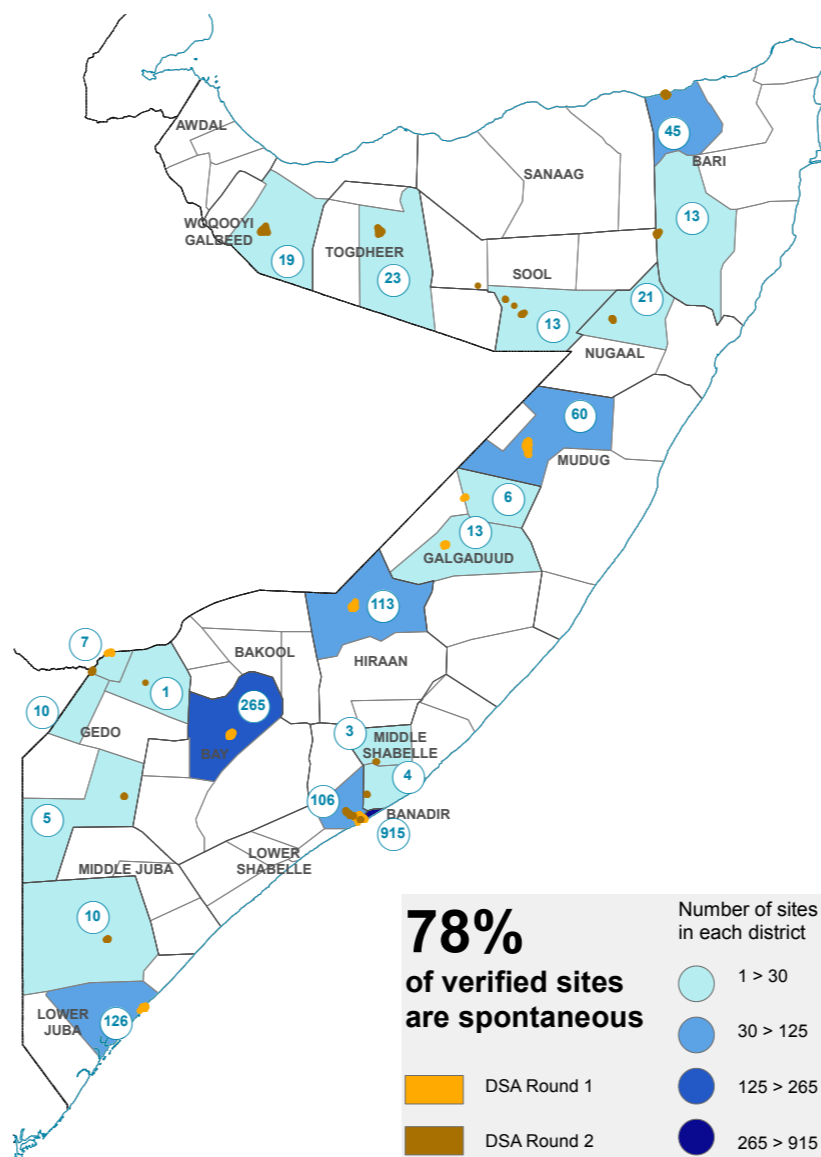 AWDAL
45
BARI
SANAAG
13
WOQOOYI
GALBEED
19
TOGDHEER
23
SOOL
13
21
NUGAAL
60
MUDUG
6
13
GALGADUUD
113
HIRAAN
BAKOOL
7
1
10
GEDO
265
BAY
3
MIDDLE
SHABELLE
4
106
BANADIR
915
5
LOWER
SHABELLE
MIDDLE JUBA
10
LOWER
JUBA
126
78%
of verified sites
are spontaneous
DSA Round 1
DSA Round 2
Number of sites
in each district
1 > 30
30 > 125
125 > 265
265 > 915